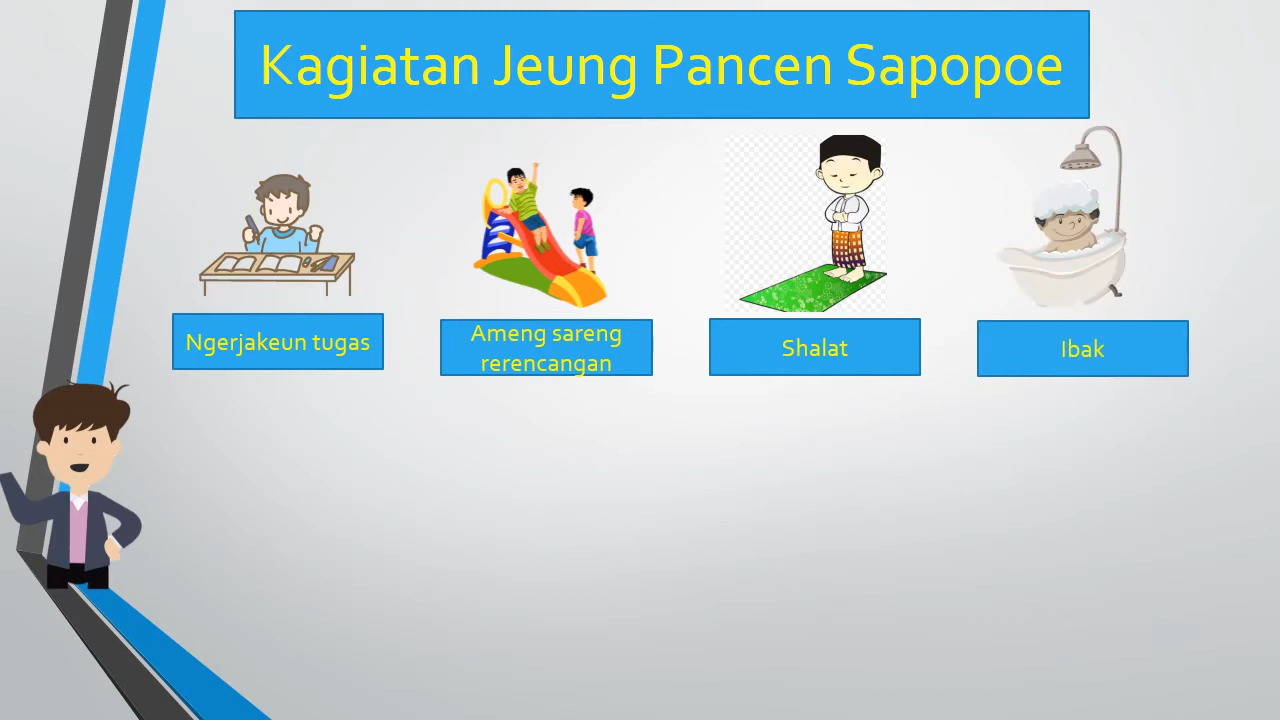 Kagiatan Jeung Pancen Sapopoe
Ngerjakeun tugas
Ameng sareng
rerencangan
Shalat
Ibak